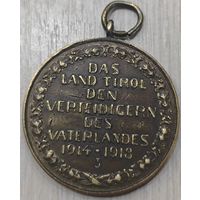 DAS
LAND TIROL
DEN
VERTEIDIGERN
DES
VATERLANDES
1914 · 1918